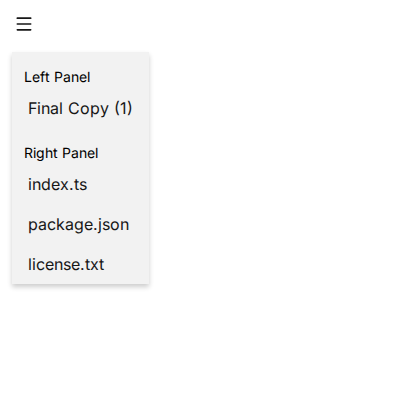 Left Panel
Final Copy (1)
Right Panel
index.ts
package.json
license.txt